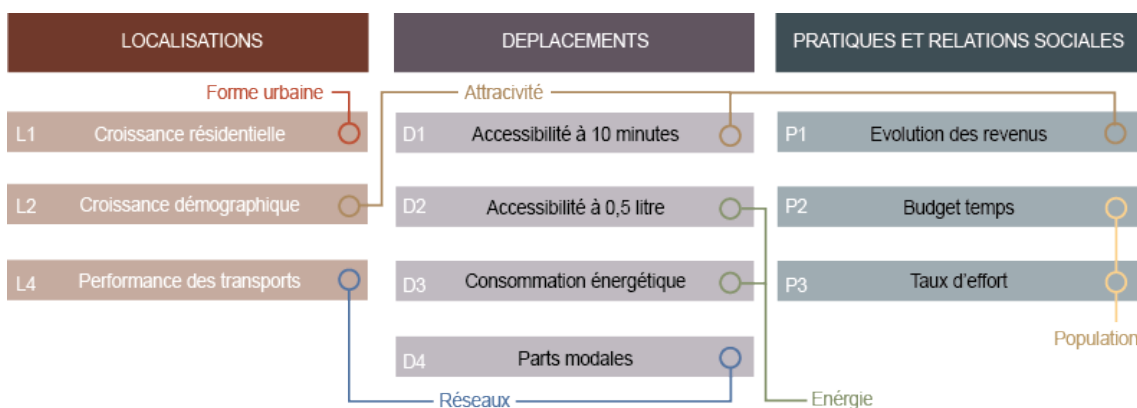 LOCALISATIONS
DEPLACEMENTS
PRATIQUES ET RELATIONS SOCIALES
Forme urbaine
Attractivité
L1 Croissance résidentielle
D1 Accessibilité à 10 minutes
P1 Evolution des revenus
L2 Croissance démographique
D2 Accessibilité à 0,5 litre
P2 Budget temps
L4 Performance des transports
D3 Consommation énergétique
P3 Taux d'effort
Population
D4 Parts modales
Réseaux
Enérgie